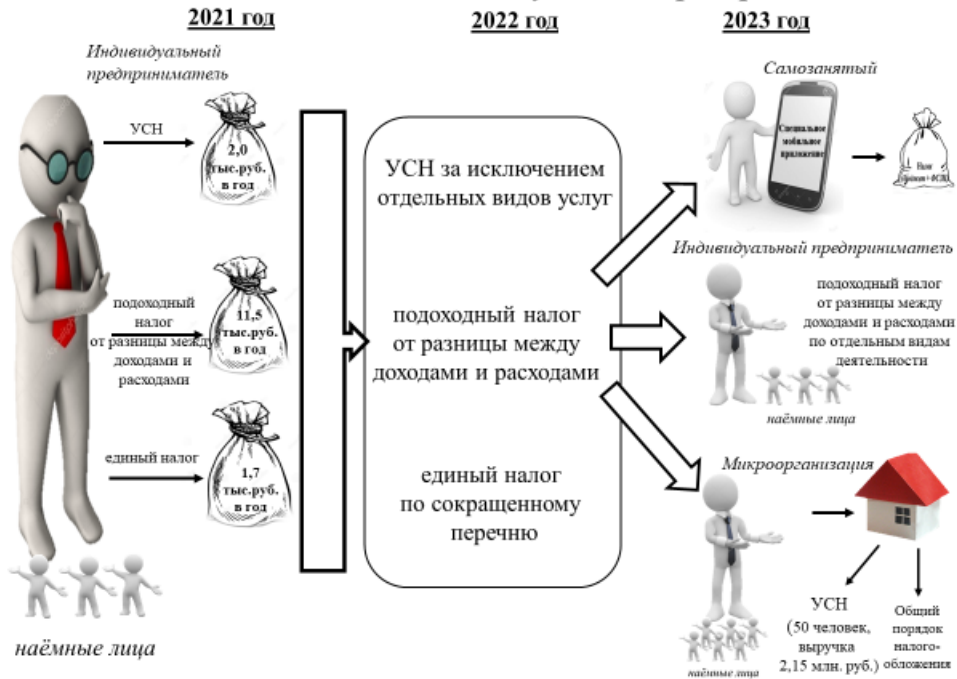 2021 год
2022 год
2023 год
Индивидуальный
предприниматель
УСН
2,0
тыс.руб.
в год
подоходный
налог
от разницы между
доходами и
расходами
11,5
тыс.руб.
в год
единый налог
1,7
тыс.руб.
в год
наёмные лица
УСН за исключением
отдельных видов услуг
подоходный налог
от разницы между
доходами и расходами
единый налог
по сокращенному
перечню
Самозанятый
Специальное
мобильное
приложение
Индивидуальный предприниматель
подоходный налог
от разницы между
доходами и расходами
по отдельным видам
деятельности
наёмные лица
Микроорганизация
наёмные лица
УСН
(50 человек,
выручка
2,15 млн. руб.)
Общий
порядок
налого-
обложения